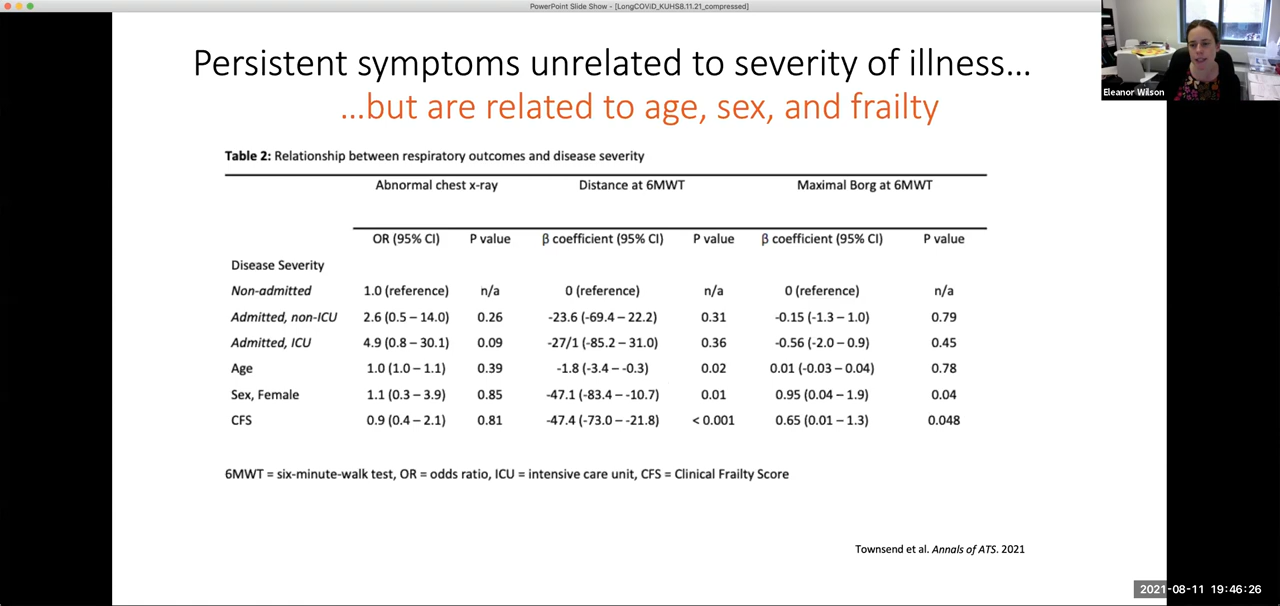 PowerPoint Slide Show - [LongCOViD_KUHS8.11.21_compressed]
Eleanor Wilson
Persistent symptoms unrelated to severity of illness...
...but are related to age, sex, and frailty
Table 2: Relationship between respiratory outcomes and disease severity
Abnormal chest x-ray Distance at 6MWT Maximal Borg at 6MWT
OR (95% CI) P value β coefficient (95% CI) P value β coefficient (95% CI) P value
Disease Severity
Non-admitted 1.0 (reference) n/a 0 (reference) n/a 0 (reference) n/a
Admitted, non-ICU 2.6 (0.5 – 14.0) 0.26 -23.6 (-69.4 – 22.2) 0.31 -0.15 (-1.3 – 1.0) 0.79
Admitted, ICU 4.9 (0.8 – 30.1) 0.09 -27/1 (-85.2 – 31.0) 0.36 -0.56 (-2.0 – 0.9) 0.45
Age 1.0 (1.0 – 1.1) 0.39 -1.8 (-3.4 – -0.3) 0.02 0.01 (-0.03 – 0.04) 0.78
Sex, Female 1.1 (0.3 – 3.9) 0.85 -47.1 (-83.4 – -10.7) 0.01 0.95 (0.04 – 1.9) 0.04
CFS 0.9 (0.4 – 2.1) 0.81 -47.4 (-73.0 – -21.8) < 0.001 0.65 (0.01 – 1.3) 0.048
6MWT = six-minute-walk test, OR = odds ratio, ICU = intensive care unit, CFS = Clinical Frailty Score
Townsend et al. Annals of ATS. 2021
2021-08-11 19:46:26